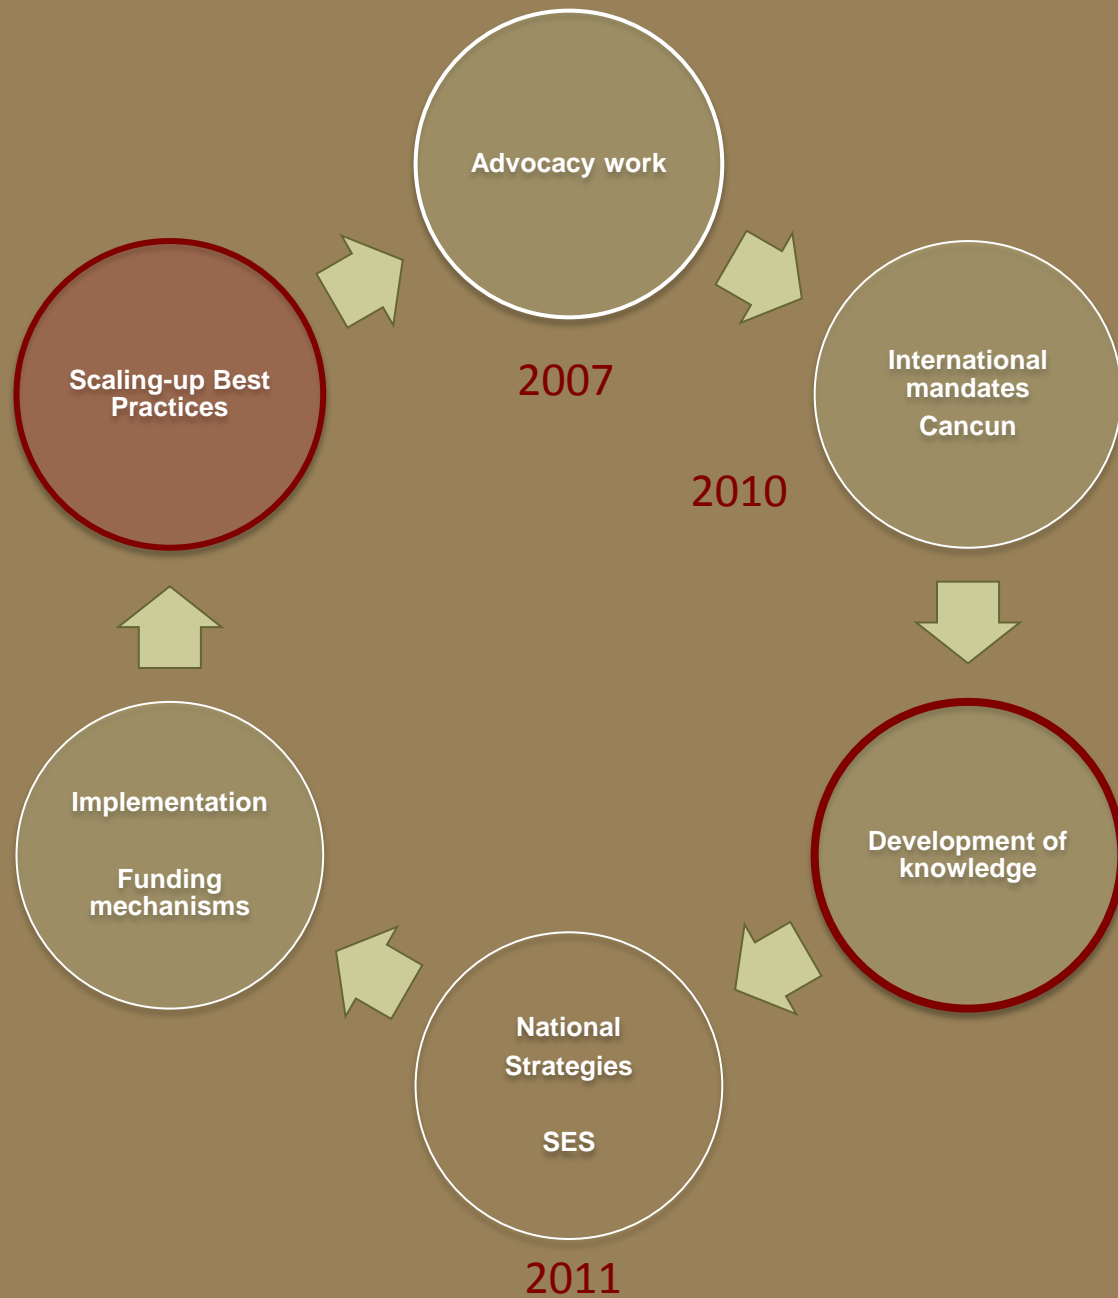 Advocacy work
2007
International
mandates
Cancun
2010
Development of
knowledge
National
Strategies
SES
2011
Implementation
Funding
mechanisms
Scaling-up Best
Practices